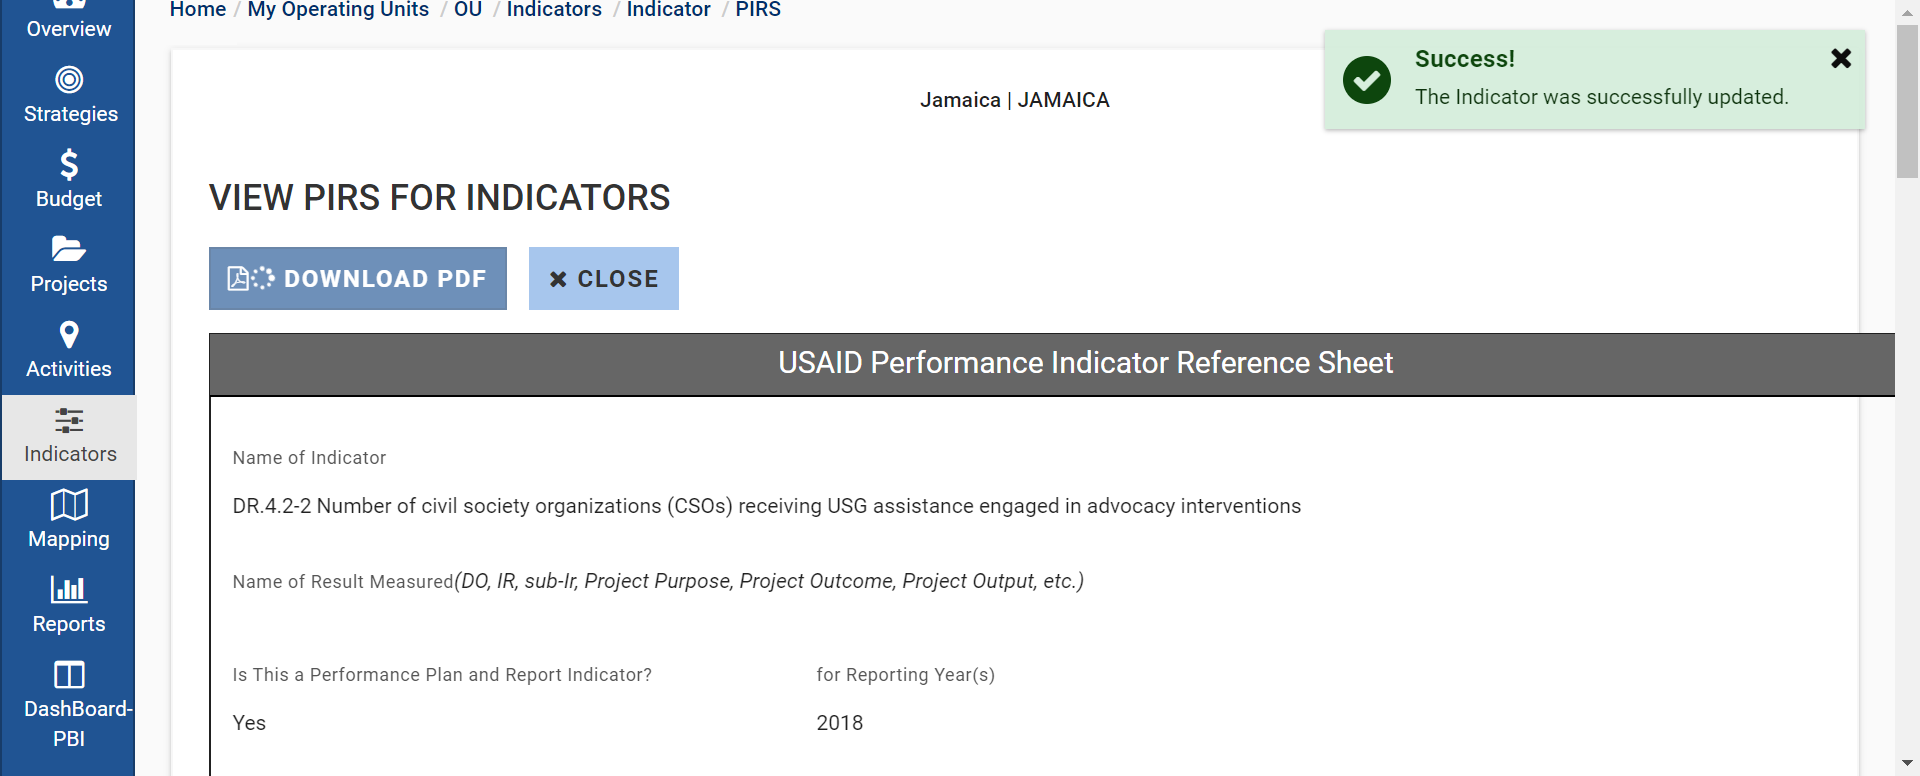 Home / My Operating Units / OU / Indicators / Indicator / PIRS
Overview
Strategies
Budget
Projects
Activities
Indicators
Mapping
Reports
DashBoard-
PBI
Success!
The Indicator was successfully updated.
Jamaica | JAMAICA
VIEW PIRS FOR INDICATORS
DOWNLOAD PDF
CLOSE
USAID Performance Indicator Reference Sheet
Name of Indicator
DR.4.2-2 Number of civil society organizations (CSOs) receiving USG assistance engaged in advocacy interventions
Name of Result Measured(DO, IR, sub-Ir, Project Purpose, Project Outcome, Project Output, etc.)
Is This a Performance Plan and Report Indicator? for Reporting Year(s)
Yes 2018